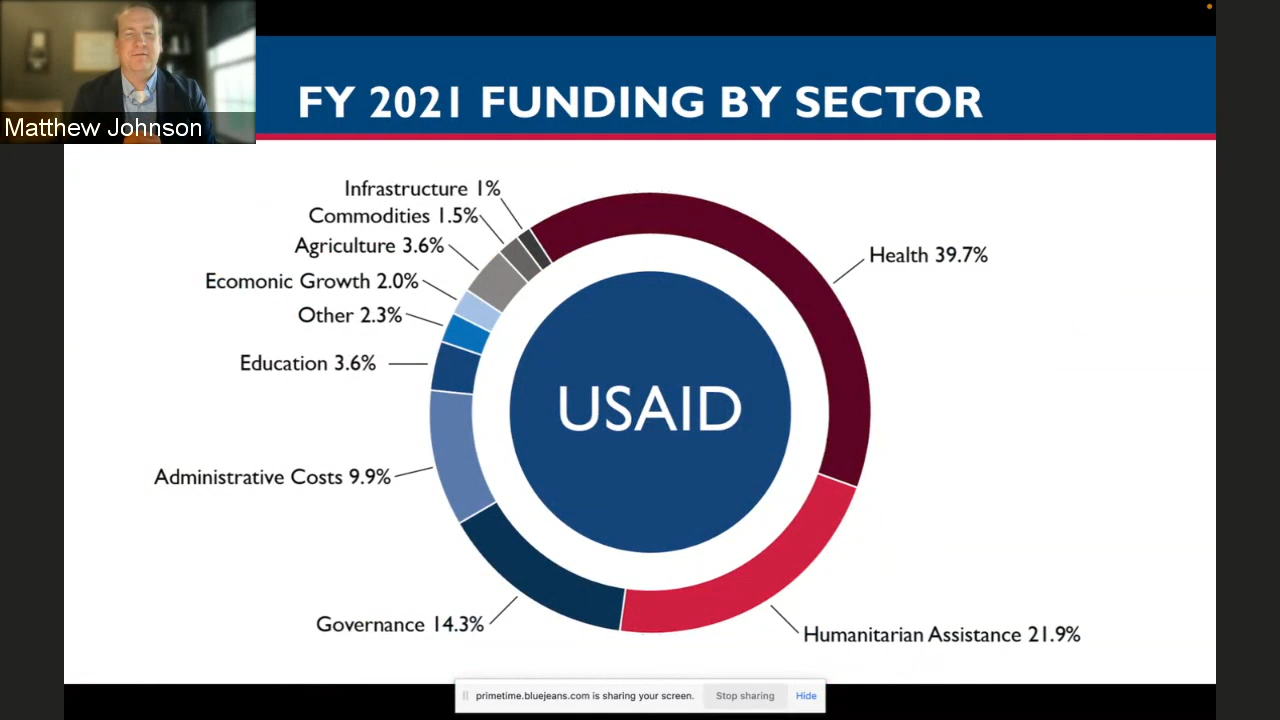 Matthew Johnson
FY 2021 FUNDING BY SECTOR
Infrastructure 1%
Commodities 1.5%
Agriculture 3.6%
Ecomonic Growth 2.0%
Other 2.3%
Education 3.6%
Administrative Costs 9.9%
Governance 14.3%
Health 39.7%
Humanitarian Assistance 21.9%
USAID
primetime.bluejeans.com is sharing your screen. Stop sharing Hide